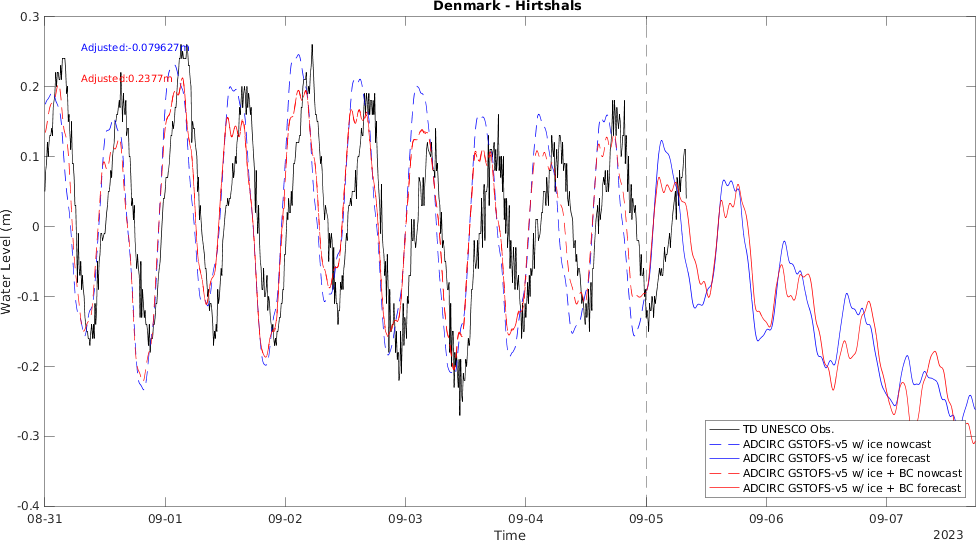 Denmark - Hirtshals
Adjusted:-0.079627m
Adjusted:0.2377m
Water Level (m)
0.3
0.2
0.1
0
-0.1
-0.2
-0.3
-0.4
TD UNESCO Obs.
ADCIRC GSTOFS-v5 w/ ice nowcast
ADCIRC GSTOFS-v5 w/ ice forecast
ADCIRC GSTOFS-v5 w/ ice + BC nowcast
ADCIRC GSTOFS-v5 w/ ice + BC forecast
08-31 09-01 09-02 09-03 09-04 09-05 09-06 09-07
Time
2023